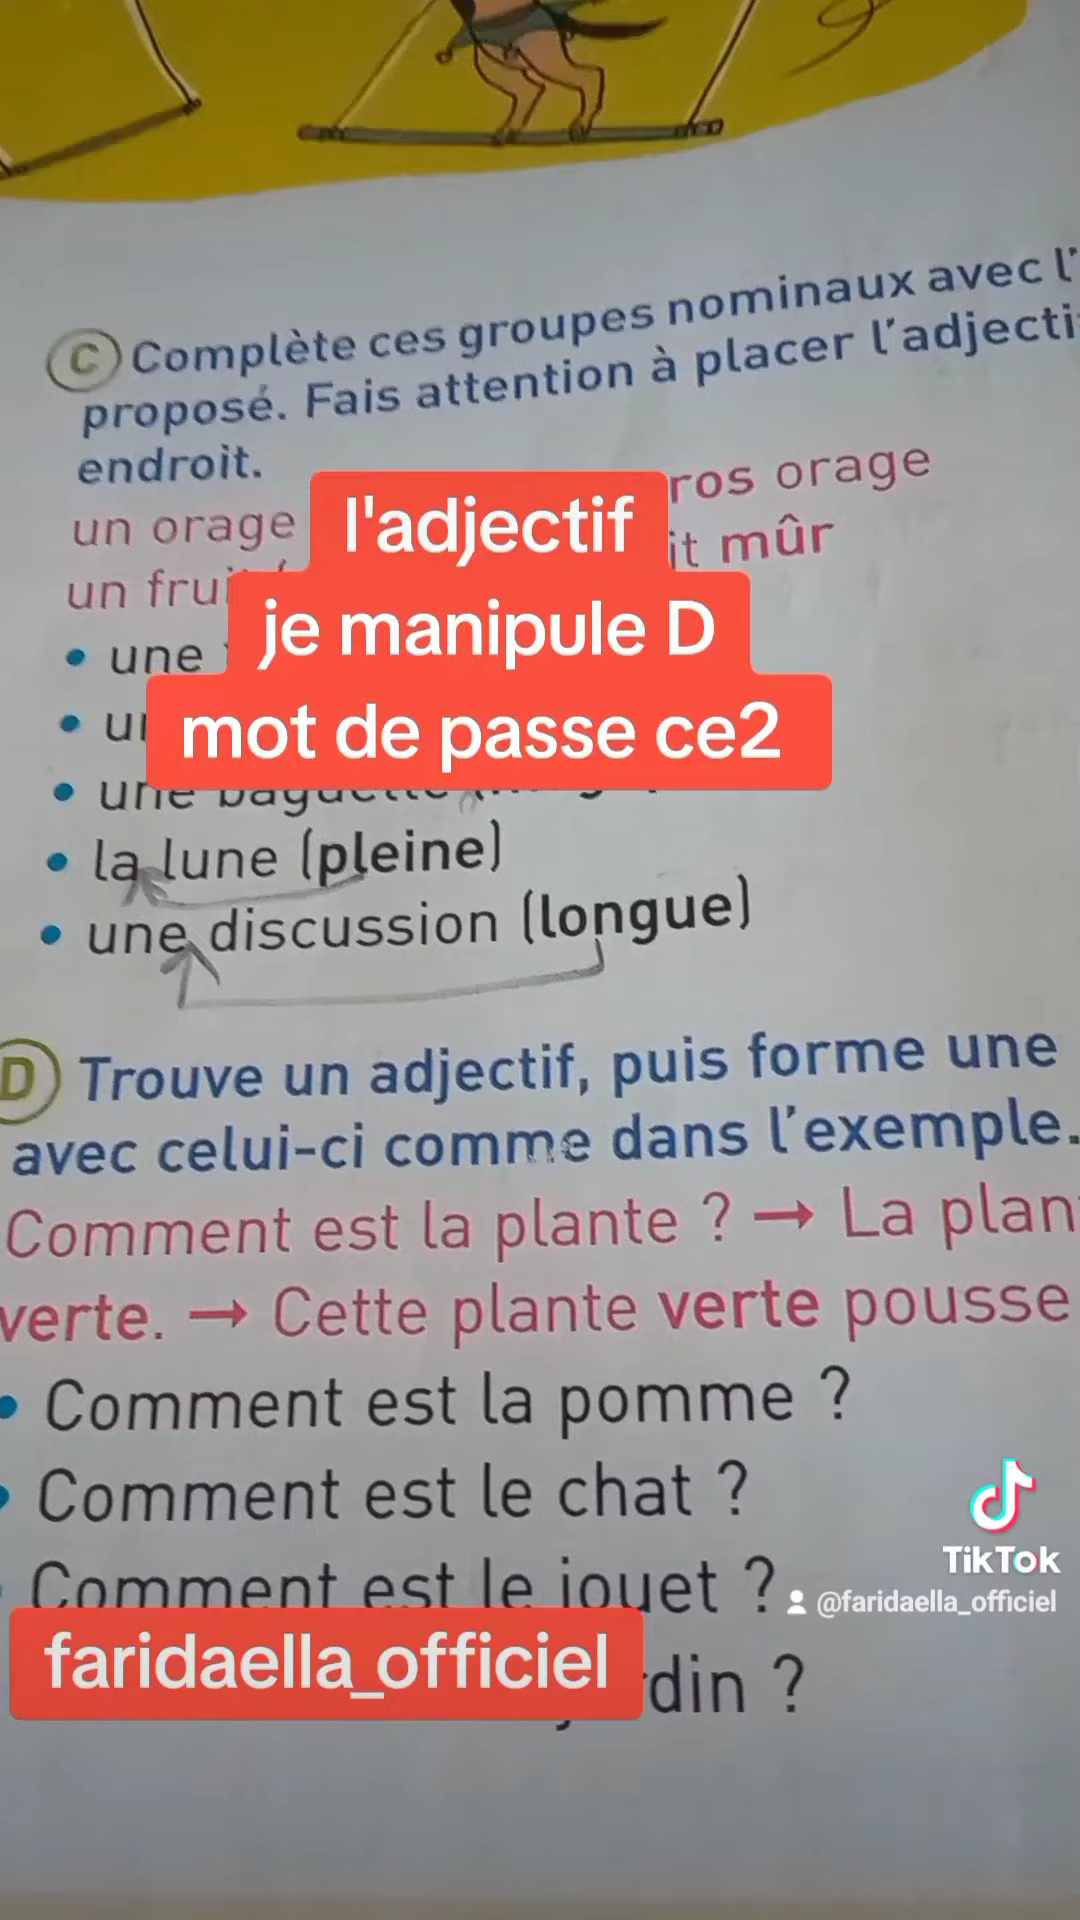 C Complète ces groupes nominaux avec l'
proposé. Fais attention à placer l'adjecti
endroit.
un orage ros orage
un frui it mûr
l'adjectif
je manipule D
mot de passe ce2
• une
• une baguette
• la lune (pleine)
• une discussion (longue)
D Trouve un adjectif, puis forme une
avec celui-ci comme dans l'exemple.
Comment est la plante ? → La plan
verte. → Cette plante verte pousse
• Comment est la pomme ?
• Comment est le chat ?
Comment est le jouet ?
din ?
TikTok
@faridaella_officiel
faridaella_officiel